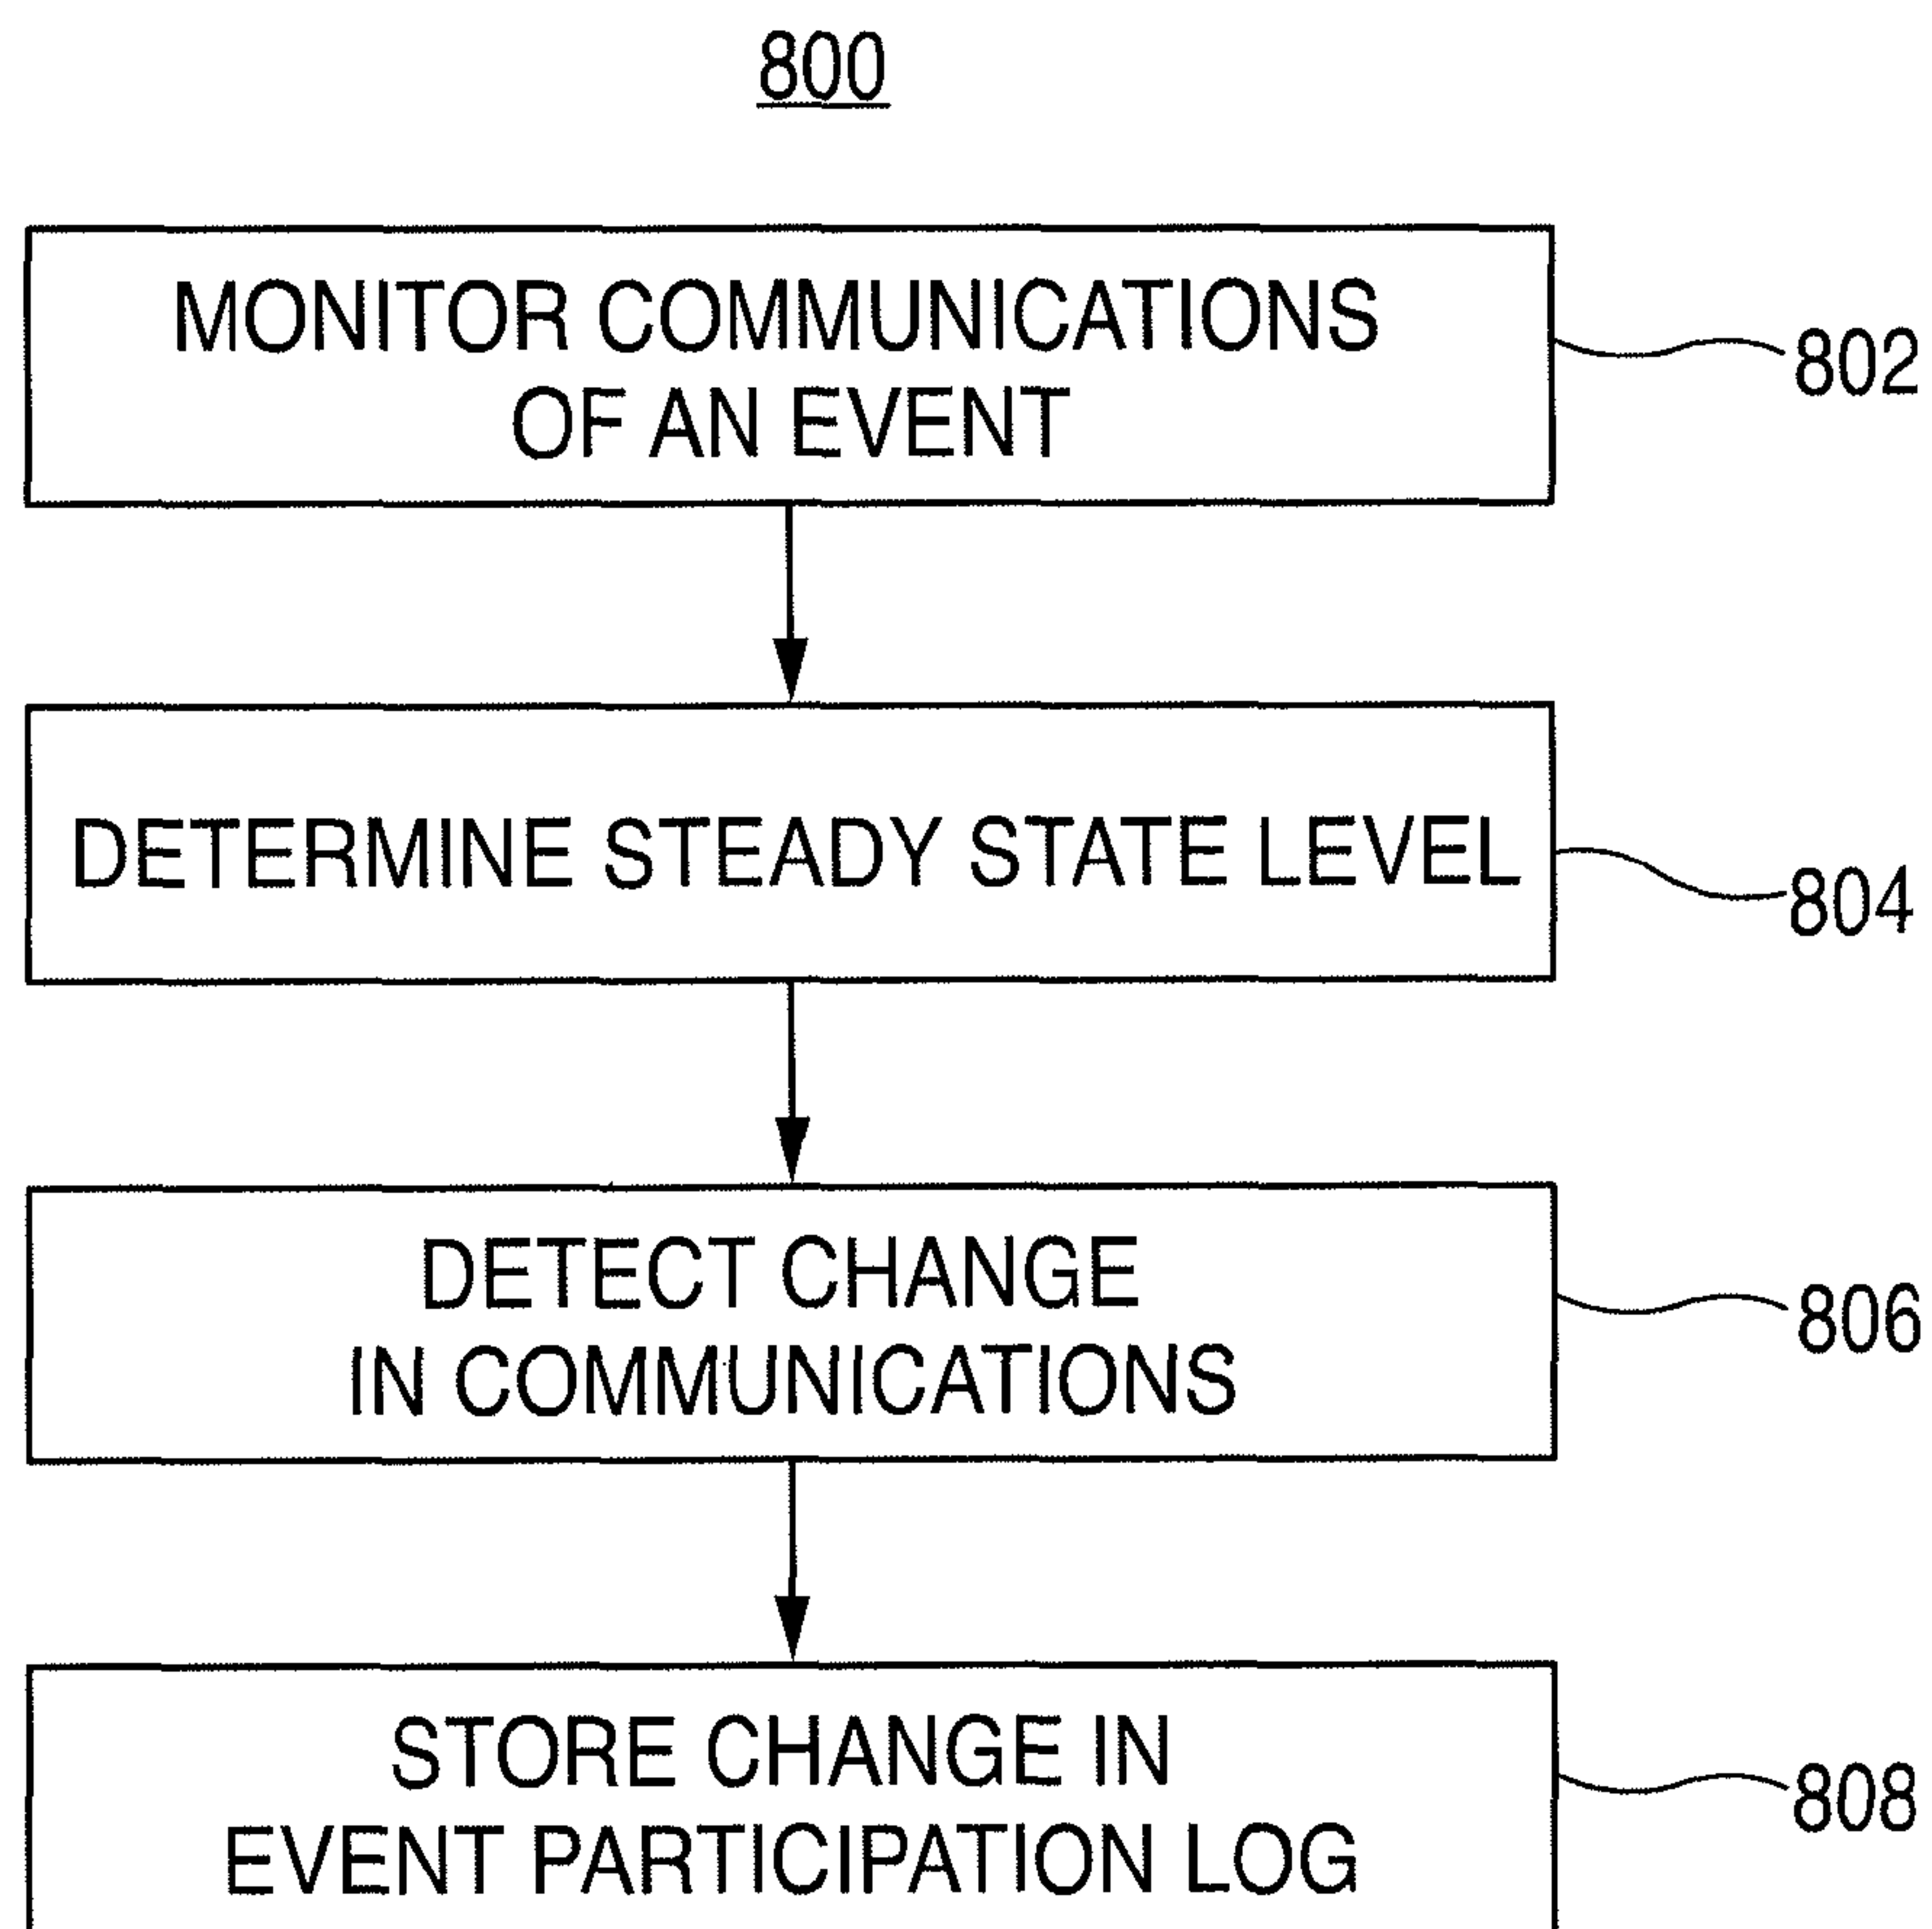 800
MONITOR COMMUNICATIONS
OF AN EVENT
802
DETERMINE STEADY STATE LEVEL
804
DETECT CHANGE
IN COMMUNICATIONS
806
STORE CHANGE IN
EVENT PARTICIPATION LOG
808